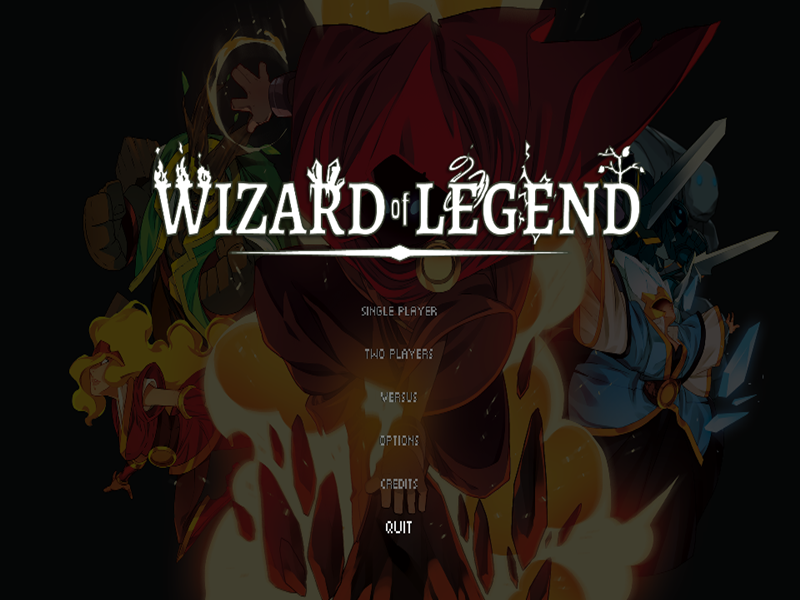 WIZARD of LEGEND
SINGLE PLAYER
TWO PLAYERS
VERSUS
OPTIONS
CREDITS
QUIT